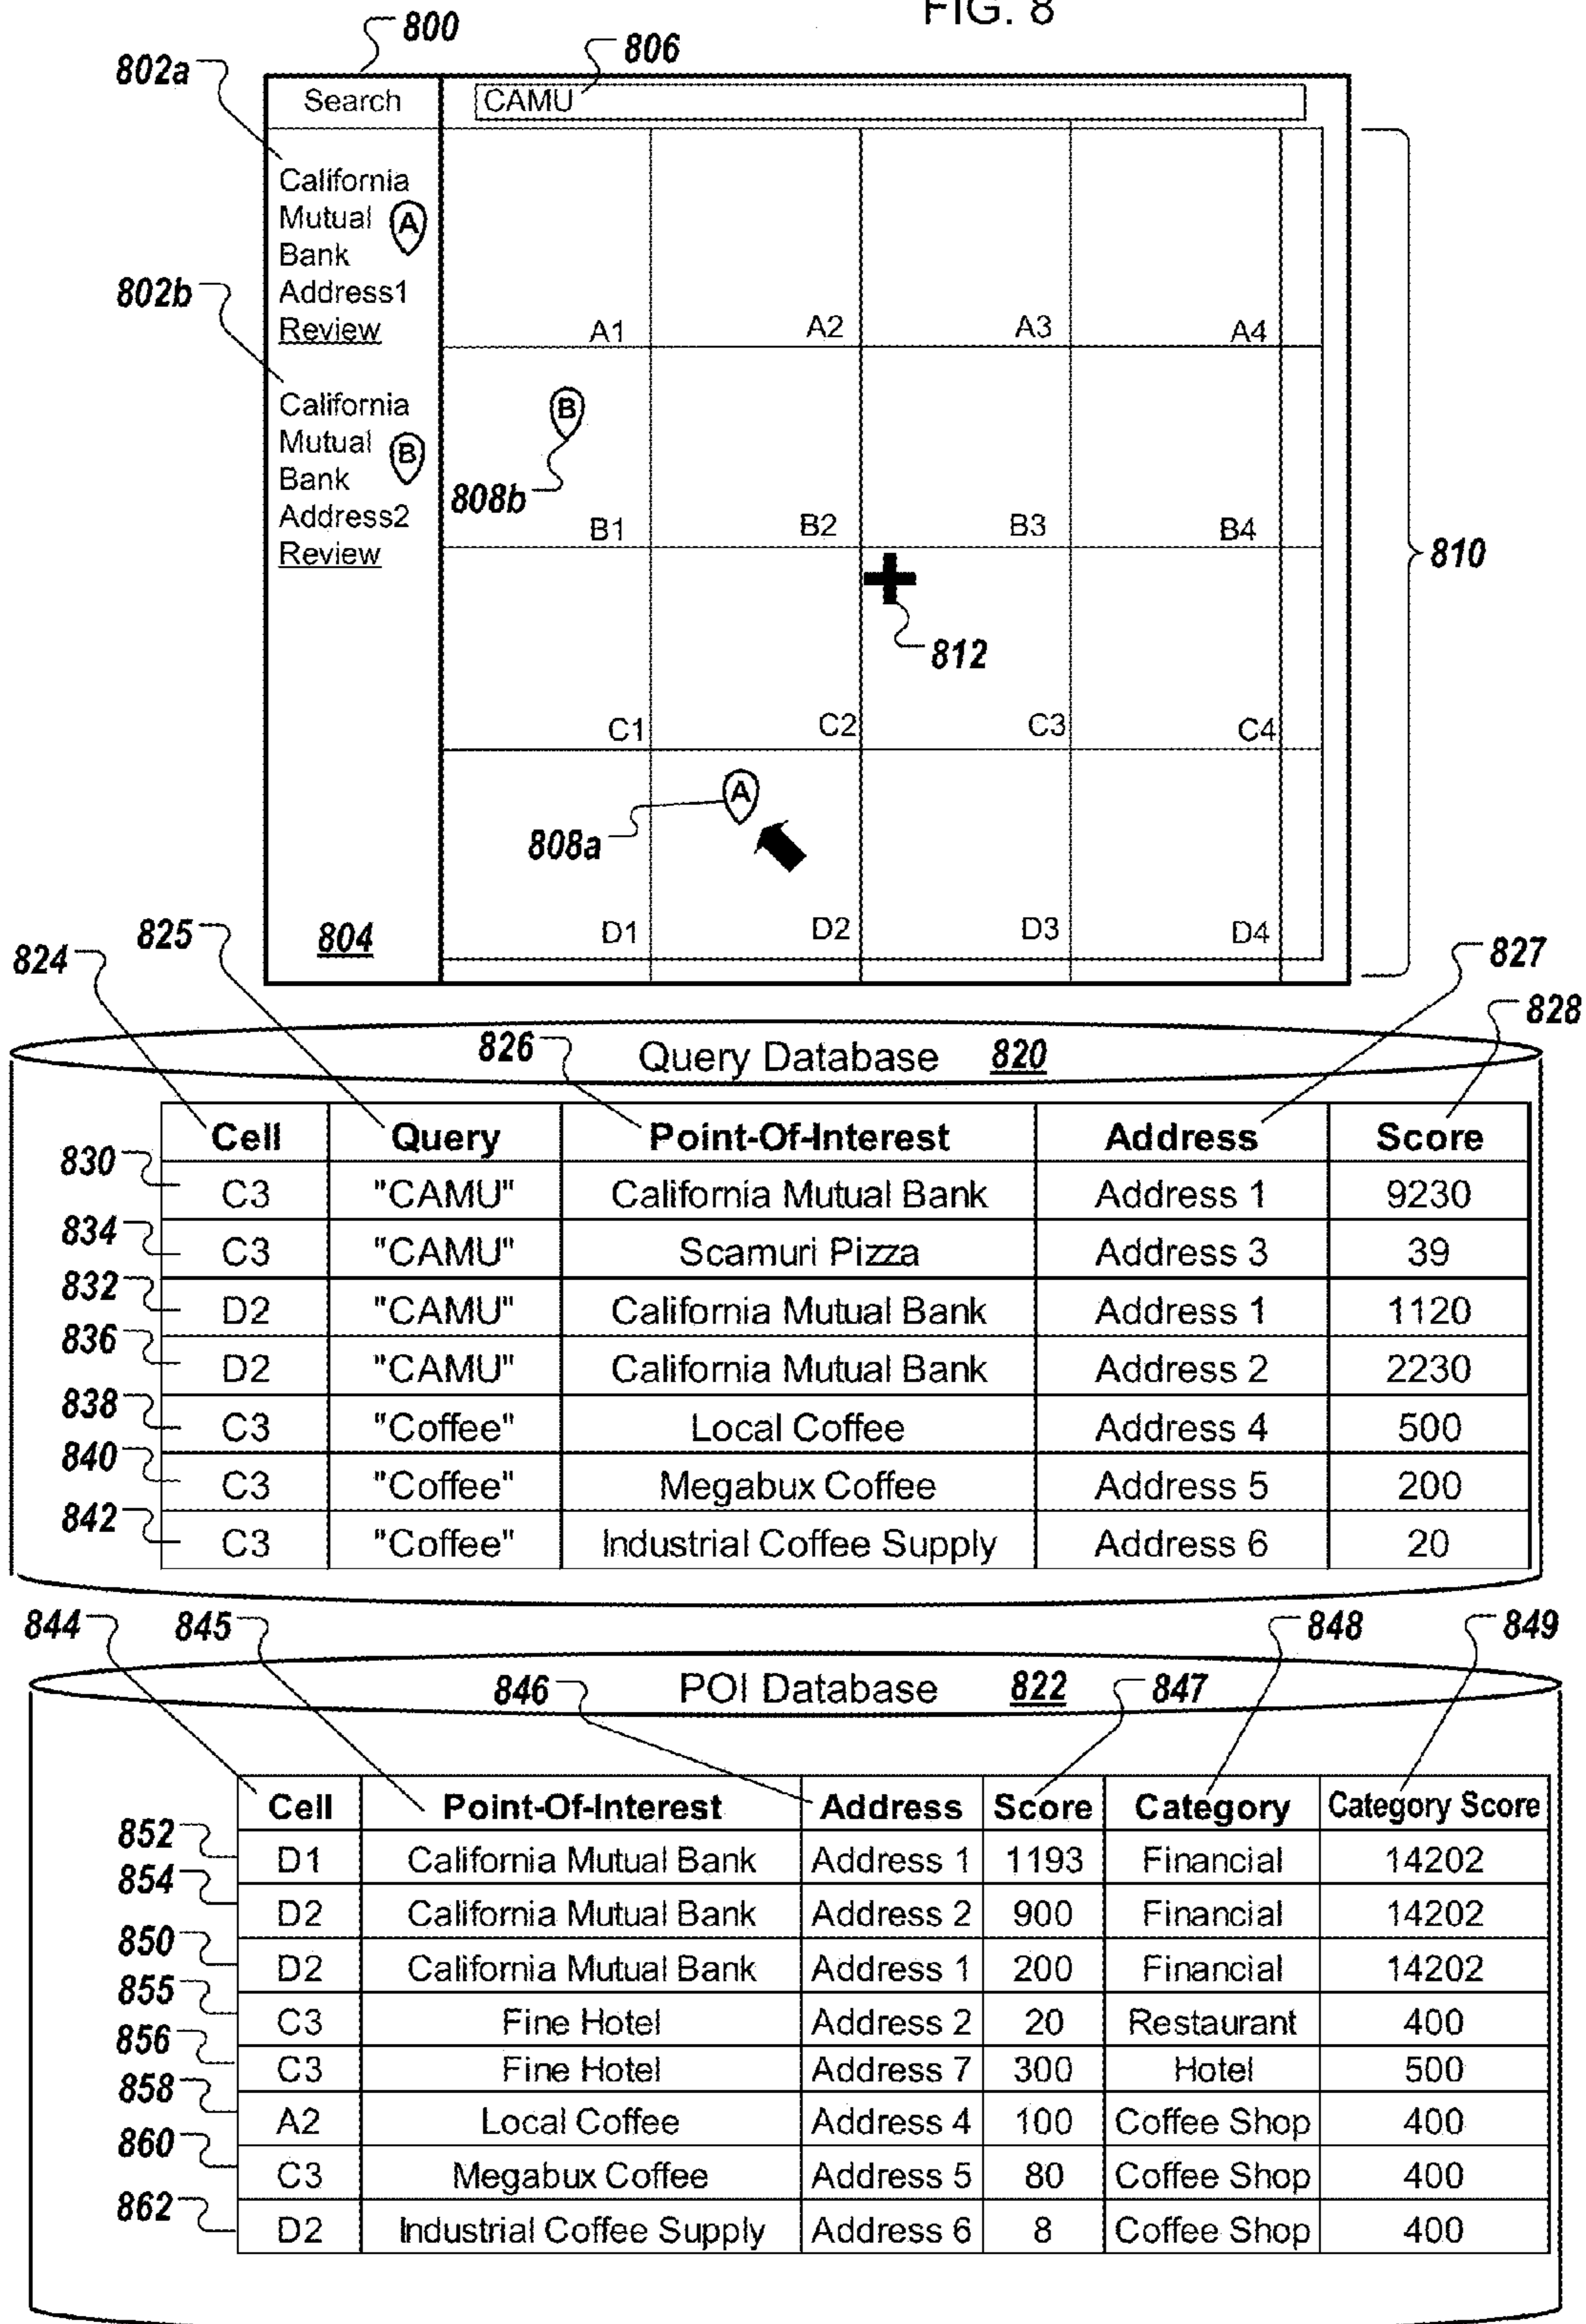 FIG. 8
800
806
802a
Search
CAMU
California
Mutual
Bank
Address1
Review
A
802b
A1
A2
A3
A4
California
Mutual
Bank
Address2
Review
B
B
808b
B1
B2
B3
B4
810
812
C1
C2
C3
C4
A
808a
804
D1
D2
D3
D4
824
825
827
828
826
Query Database 820
Cell Query Point-Of-Interest Address Score
830 C3 "CAMU" California Mutual Bank Address 1 9230
834 C3 "CAMU" Scamuri Pizza Address 3 39
832 D2 "CAMU" California Mutual Bank Address 1 1120
836 D2 "CAMU" California Mutual Bank Address 2 2230
838 C3 "Coffee" Local Coffee Address 4 500
840 C3 "Coffee" Megabux Coffee Address 5 200
842 C3 "Coffee" Industrial Coffee Supply Address 6 20
844
845
848
849
846
POI Database 822
847
Cell Point-Of-Interest Address Score Category Category Score
852 D1 California Mutual Bank Address 1 1193 Financial 14202
854 D2 California Mutual Bank Address 2 900 Financial 14202
850 D2 California Mutual Bank Address 1 200 Financial 14202
855 C3 Fine Hotel Address 2 20 Restaurant 400
856 C3 Fine Hotel Address 7 300 Hotel 500
858 A2 Local Coffee Address 4 100 Coffee Shop 400
860 C3 Megabux Coffee Address 5 80 Coffee Shop 400
862 D2 Industrial Coffee Supply Address 6 8 Coffee Shop 400